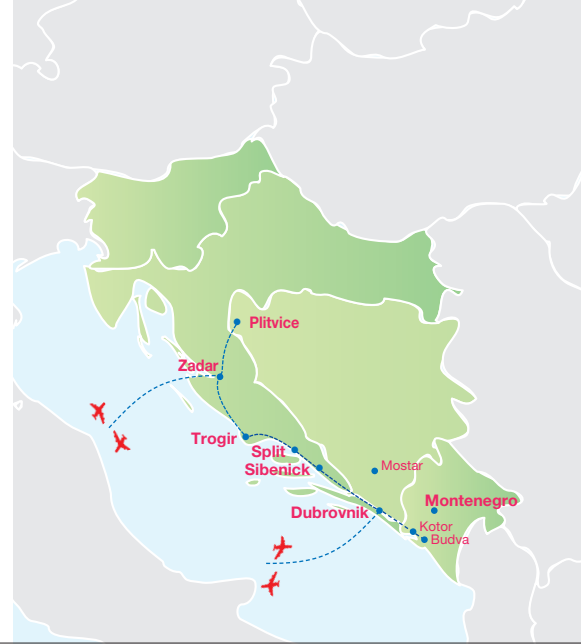 Plitvice
Zadar
Trogir
Split
Sibenick
Mostar
Montenegro
Dubrovnik
Kotor
Budva